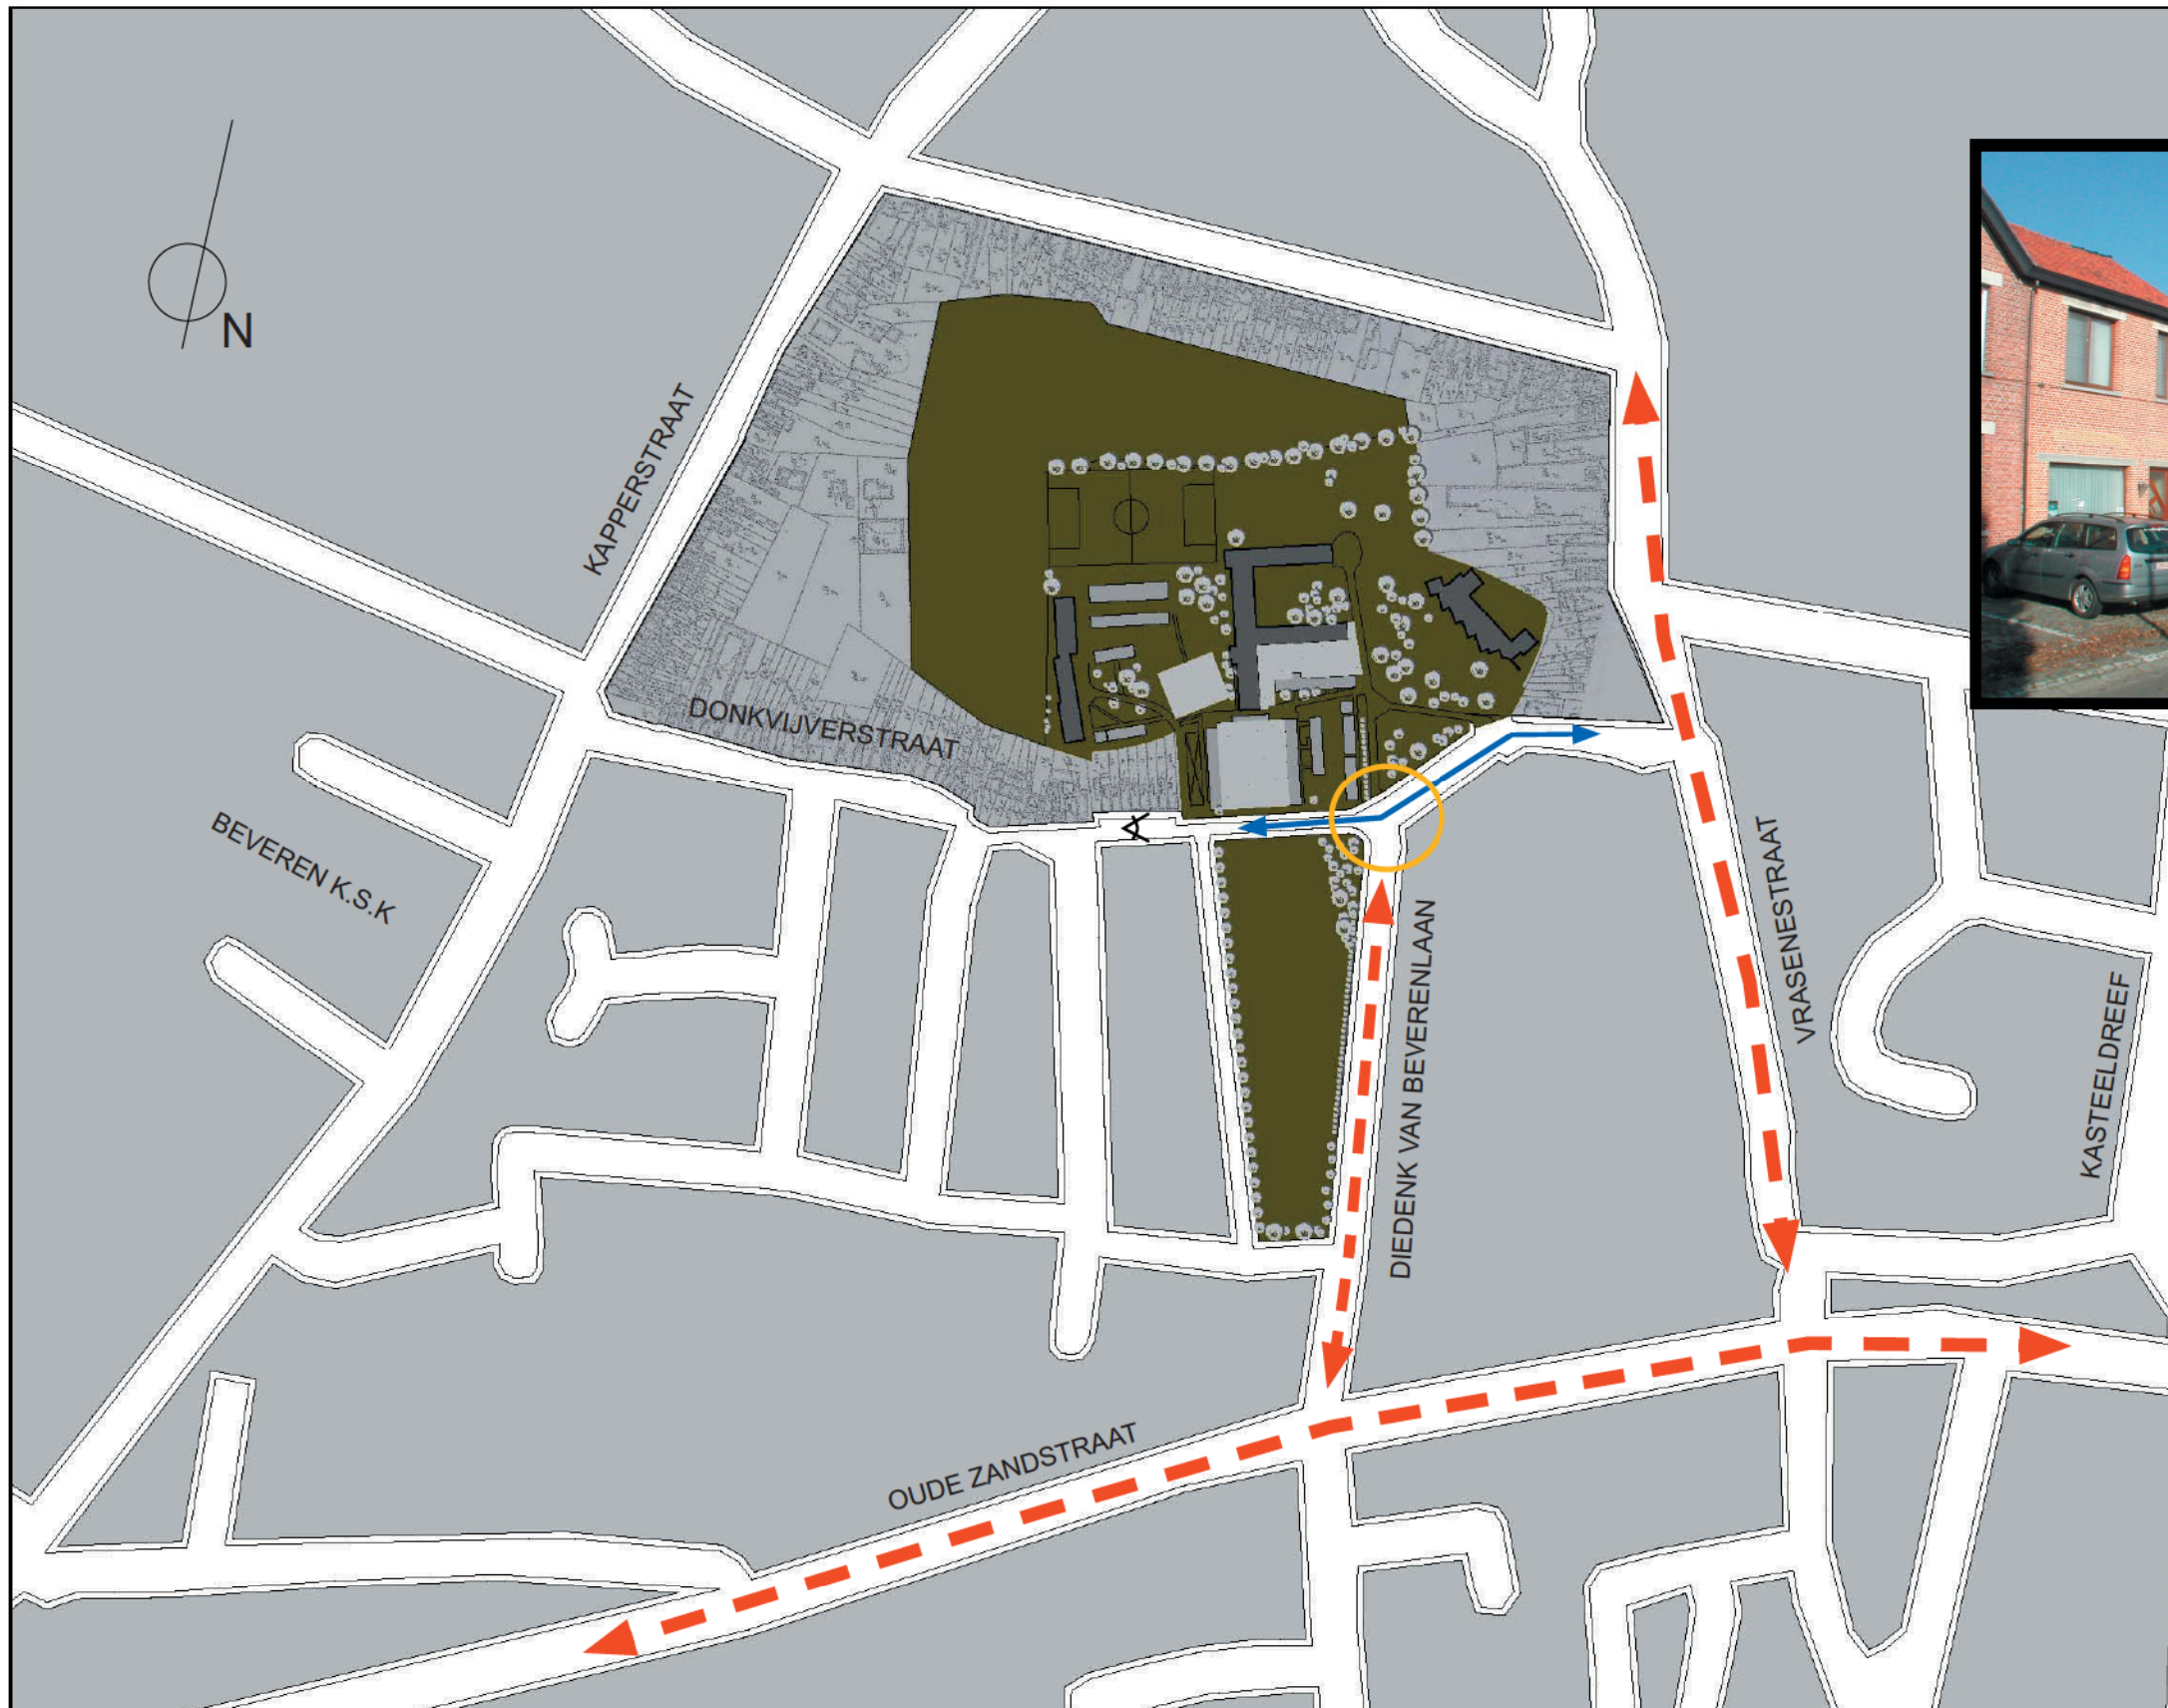 N
KAPPERSTRAAT
DONKVIJVERSTRAAT
BEVEREN K.S.K
DIEDENK VAN BEVERENLAAN
VRASENESTRAAT
KASTEELDREEF
OUDE ZANDSTRAAT